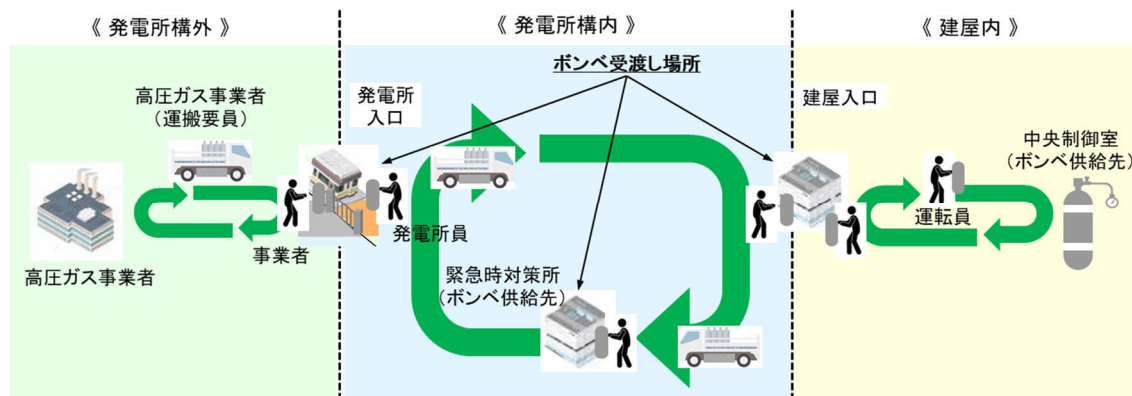 《 発電所構外 》
《 発電所構内 》
《 建屋内 》
ボンベ受渡し場所
高圧ガス事業者
（運搬要員）
発電所
入口
建屋入口
中央制御室
（ボンベ供給先）
運転員
発電所員
事業者
高圧ガス事業者
緊急時対策所
（ボンベ供給先）